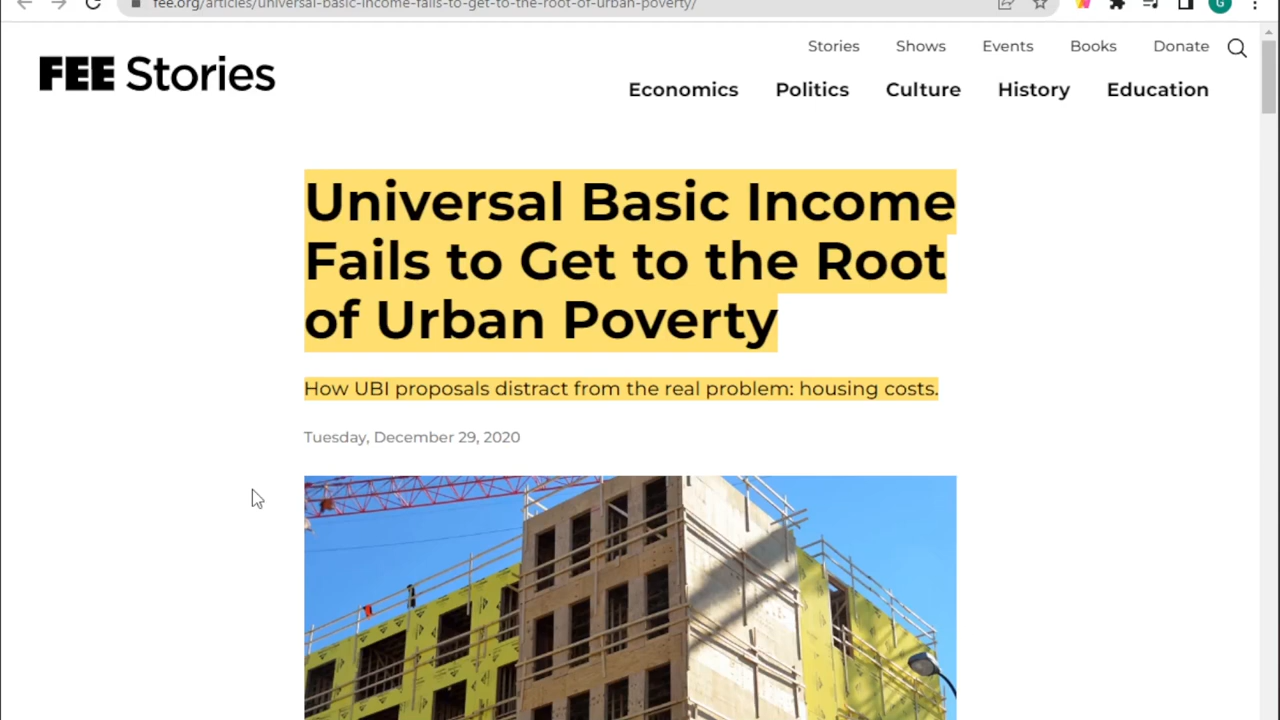 fee.org/articles/universal-basic-income-fails-to-get-to-the-root-of-urban-poverty/
G
Stories Shows Events Books Donate
FEE Stories
Economics Politics Culture History Education
Universal Basic Income
Fails to Get to the Root
of Urban Poverty
How UBI proposals distract from the real problem: housing costs.
Tuesday, December 29, 2020